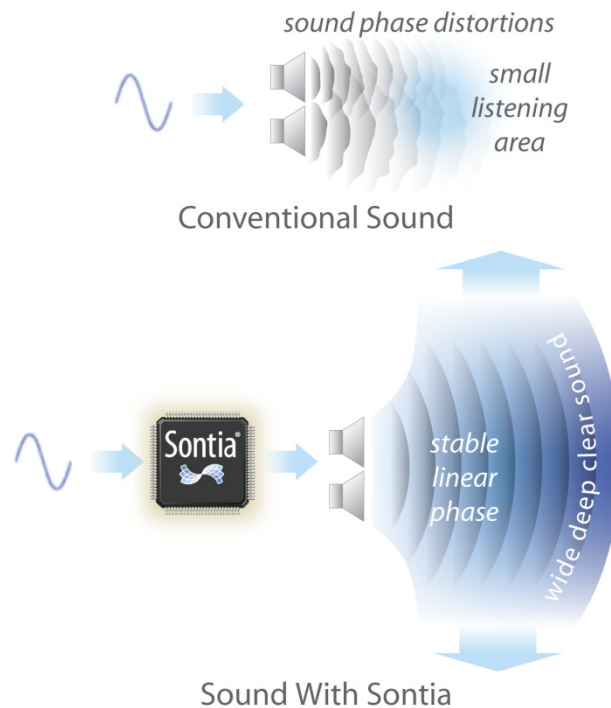 sound phase distortions
small
listening
area
Conventional Sound
Sontia®
stable
linear
phase
wide deep clear sound
Sound With Sontia